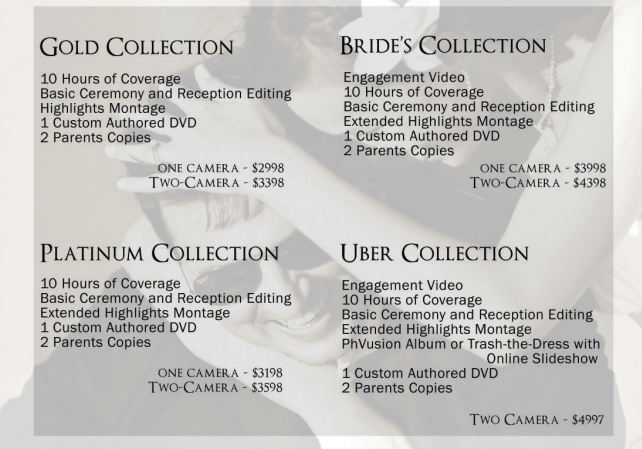 GOLD COLLECTION
10 Hours of Coverage
Basic Ceremony and Reception Editing
Highlights Montage
1 Custom Authored DVD
2 Parents Copies
ONE CAMERA - $2998
TWO-CAMERA - $3398
BRIDE'S COLLECTION
Engagement Video
10 Hours of Coverage
Basic Ceremony and Reception Editing
Extended Highlights Montage
1 Custom Authored DVD
2 Parents Copies
ONE CAMERA - $3998
TWO-CAMERA - $4398
PLATINUM COLLECTION
10 Hours of Coverage
Basic Ceremony and Reception Editing
Extended Highlights Montage
1 Custom Authored DVD
2 Parents Copies
ONE CAMERA - $3198
TWO-CAMERA - $3598
UBER COLLECTION
Engagement Video
10 Hours of Coverage
Basic Ceremony and Reception Editing
Extended Highlights Montage
PhVusion Album or Trash-the-Dress with
Online Slideshow
1 Custom Authored DVD
2 Parents Copies
TWO CAMERA - $4997